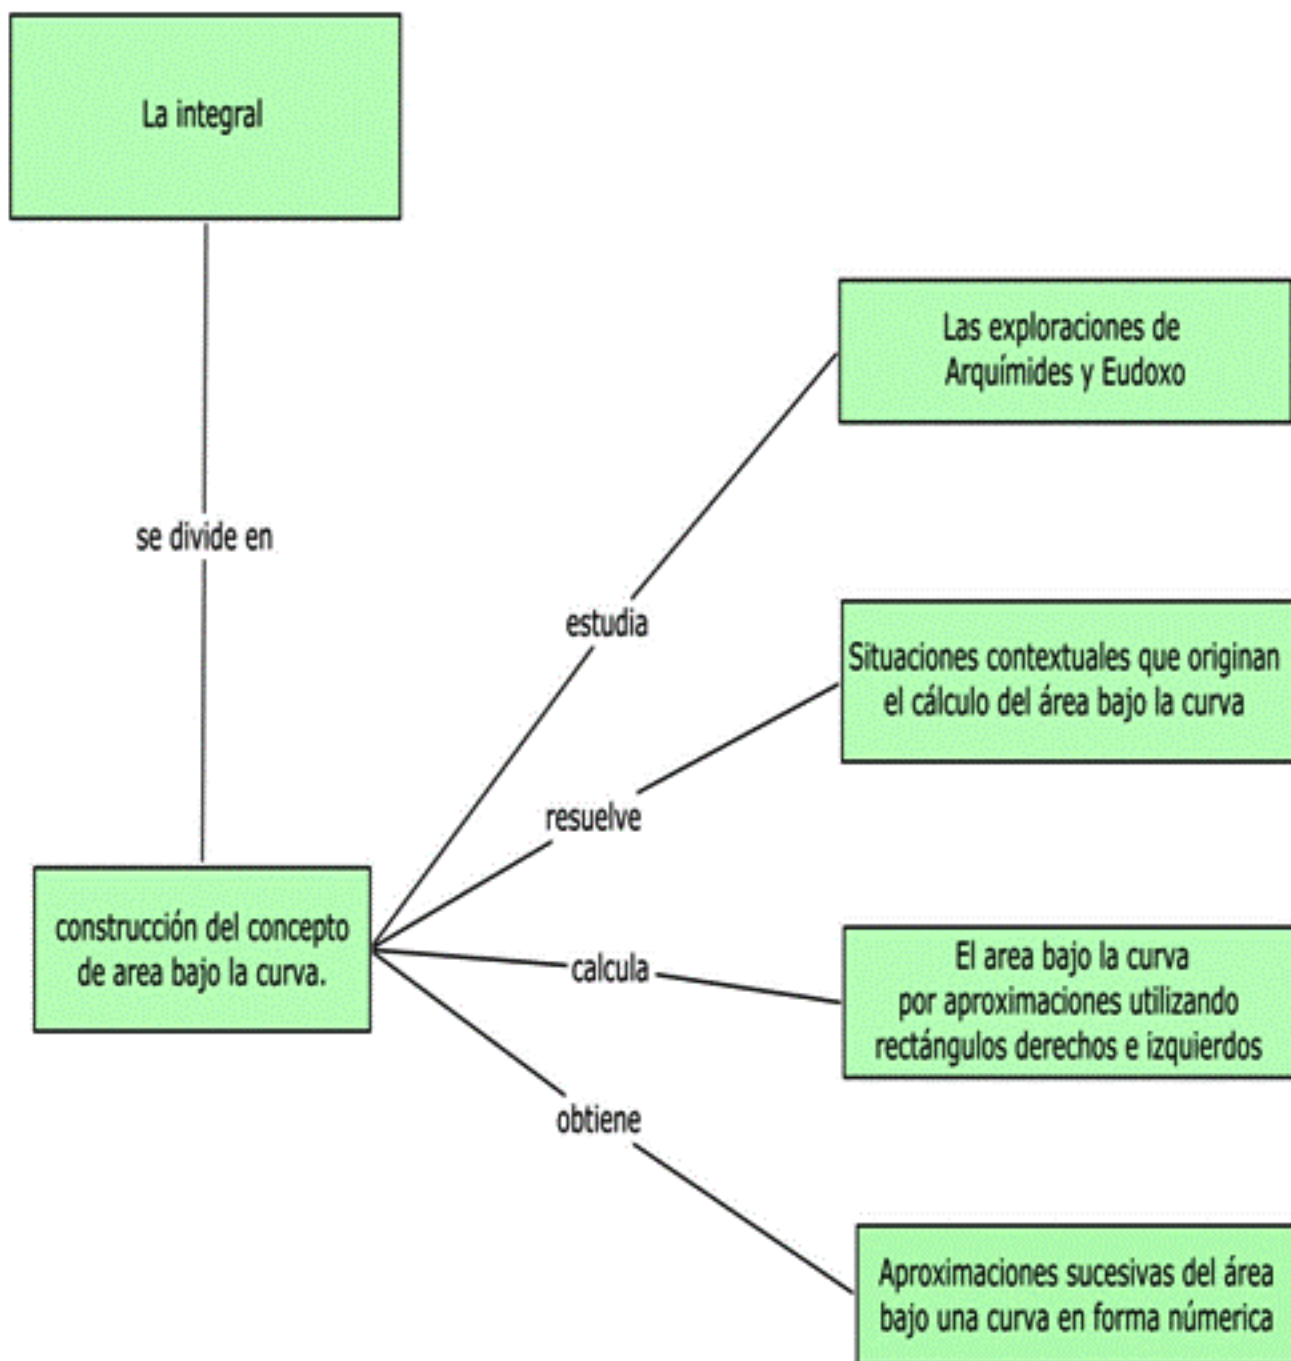 La integral
se divide en
construcción del concepto
de area bajo la curva.
estudia
Las exploraciones de
Arquímides y Eudoxo
resuelve
Situaciones contextuales que originan
el cálculo del área bajo la curva
calcula
El area bajo la curva
por aproximaciones utilizando
rectángulos derechos e izquierdos
obtiene
Aproximaciones sucesivas del área
bajo una curva en forma númerica